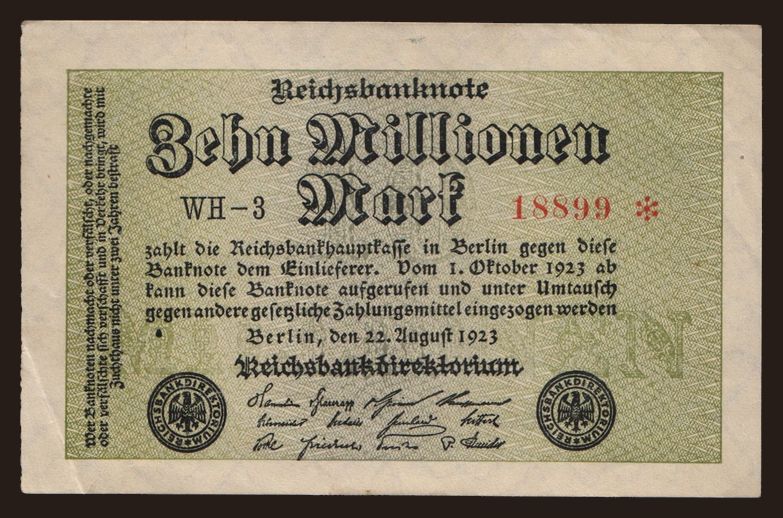 Reichsbanknote
Zehn Millionen
Mark
WH-3
18899 *
zahlt die Reichsbankhauptkasse in Berlin gegen diese
Banknote dem Einlieferer. Vom 1. Oktober 1923 ab
kann diese Banknote aufgerufen und unter Umtausch
gegen andere gesetzliche Zahlungsmittel eingezogen werden
Berlin, den 22. August 1923
Reichsbankdirektorium
REICHSBANKDIREKTORIUM
REICHSBANKDIREKTORIUM
Wer Banknoten nachmacht oder verfälscht, oder nachgemachte
oder verfälschte sich verschafft und in Verkehr bringt, wird mit
Zuchthaus nicht unter zwei Jahren bestraft